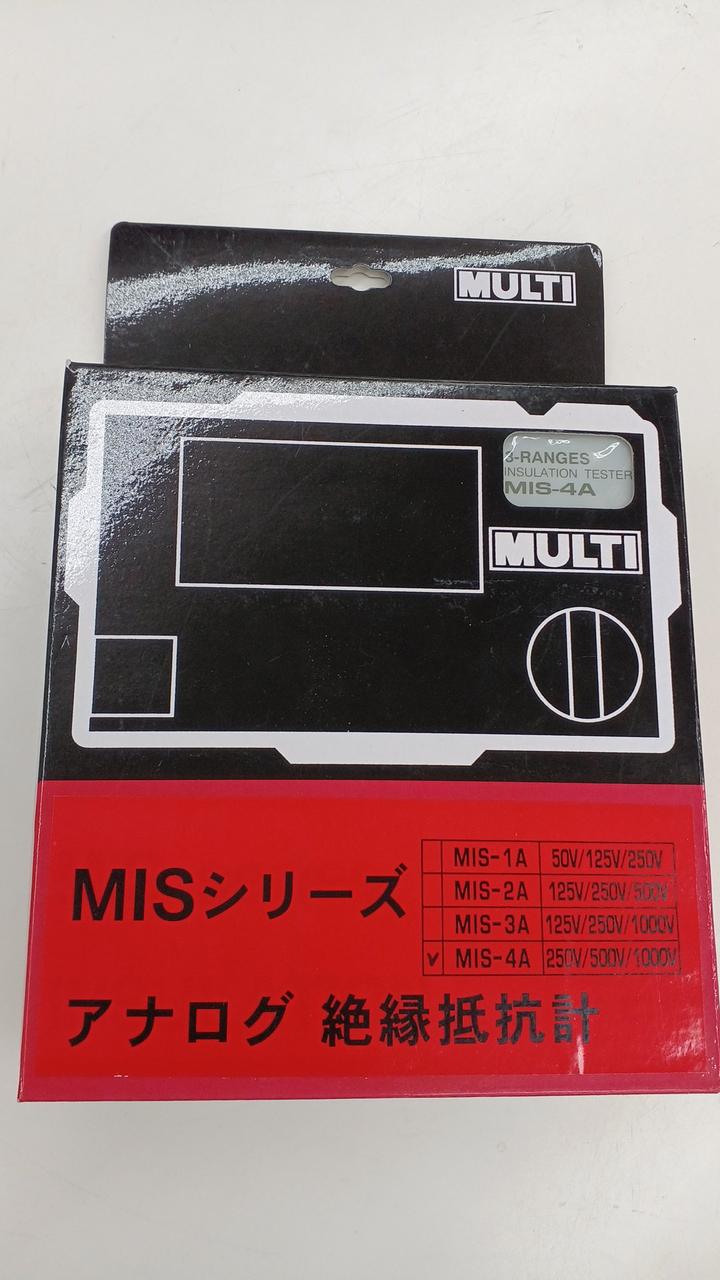 MULTI
3-RANGES
INSULATION TESTER
MIS-4A
MULTI
MISシリーズ
MIS-1A 50V/125V/250V
MIS-2A 125V/250V/500V
MIS-3A 125V/250V/1000V
✓ MIS-4A 250V/500V/1000V
アナログ 絶縁抵抗計